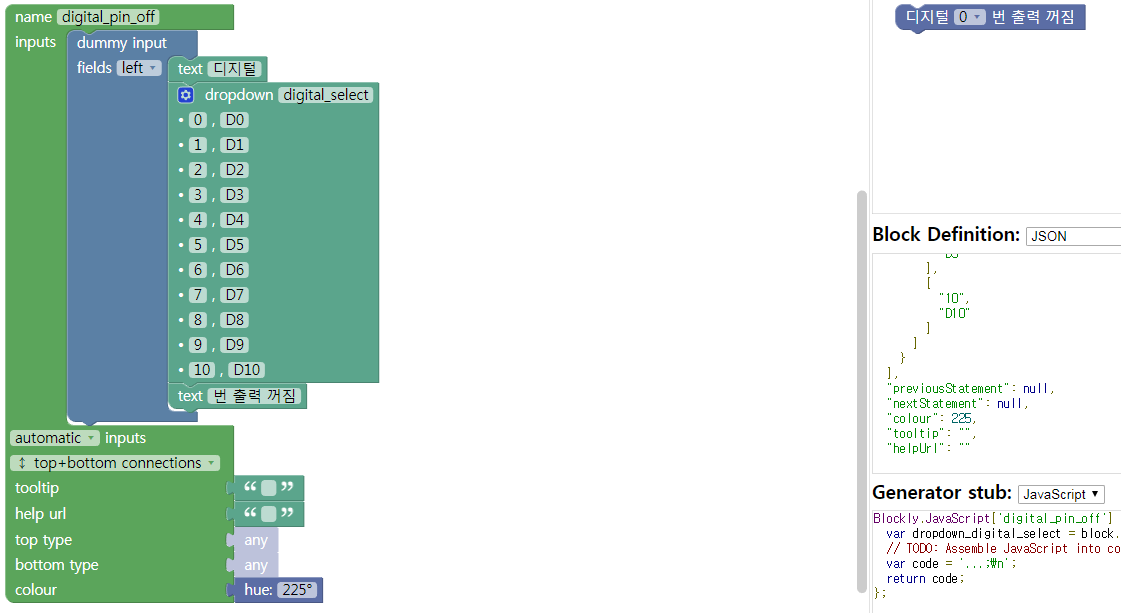 name digital_pin_off
inputs
dummy input
fields left
text 디지털
dropdown digital_select
0 , D0
1 , D1
2 , D2
3 , D3
4 , D4
5 , D5
6 , D6
7 , D7
8 , D8
9 , D9
10 , D10
text 번 출력 꺼짐
automatic inputs
↕ top+bottom connections
tooltip “ ”
help url “ ”
top type any
bottom type any
colour hue: 225°
디지털 0 번 출력 꺼짐
Block Definition: JSON
],
[
"10",
"D10"
]
]
}
],
"previousStatement": null,
"nextStatement": null,
"colour": 225,
"tooltip": "",
"helpUrl": ""
Generator stub: JavaScript
Blockly.JavaScript['digital_pin_off']
var dropdown_digital_select = block.
// TODO: Assemble JavaScript into co
var code = '...;₩n';
return code;
};